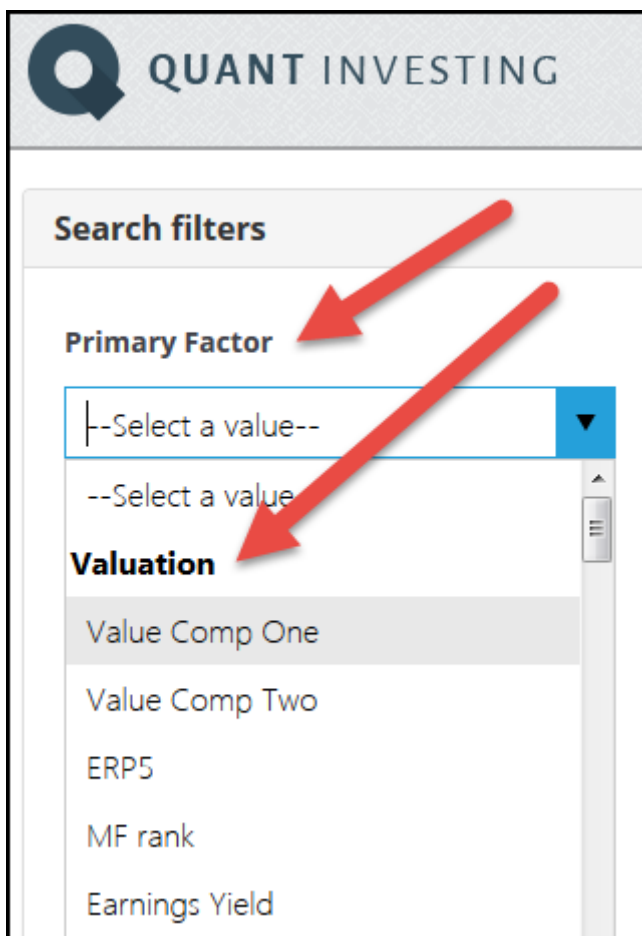 QUANT INVESTING
Search filters
Primary Factor
--Select a value--
--Select a value
Valuation
Value Comp One
Value Comp Two
ERP5
MF rank
Earnings Yield